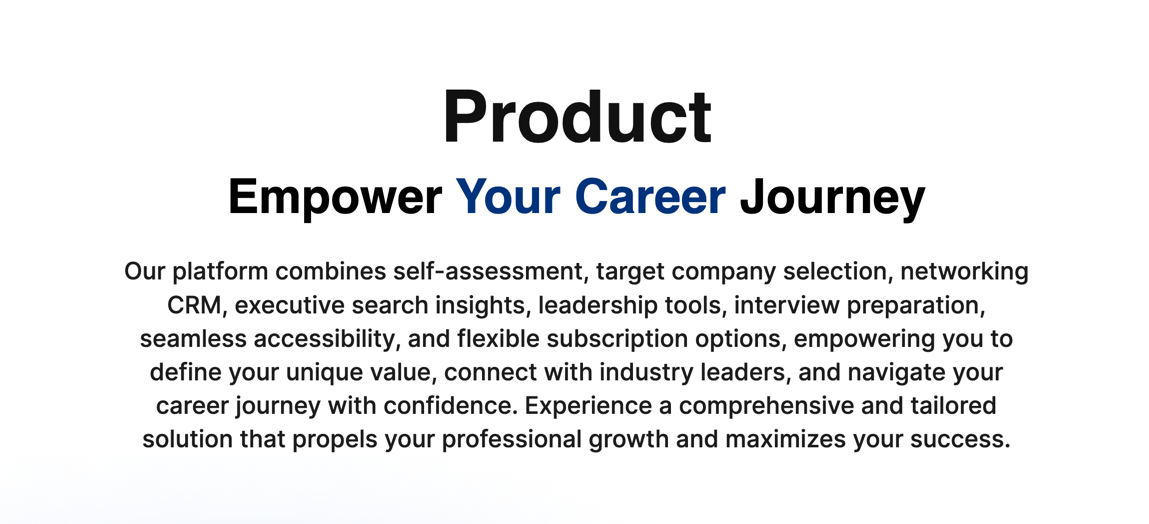 Product
Empower Your Career Journey
Our platform combines self-assessment, target company selection, networking
CRM, executive search insights, leadership tools, interview preparation,
seamless accessibility, and flexible subscription options, empowering you to
define your unique value, connect with industry leaders, and navigate your
career journey with confidence. Experience a comprehensive and tailored
solution that propels your professional growth and maximizes your success.